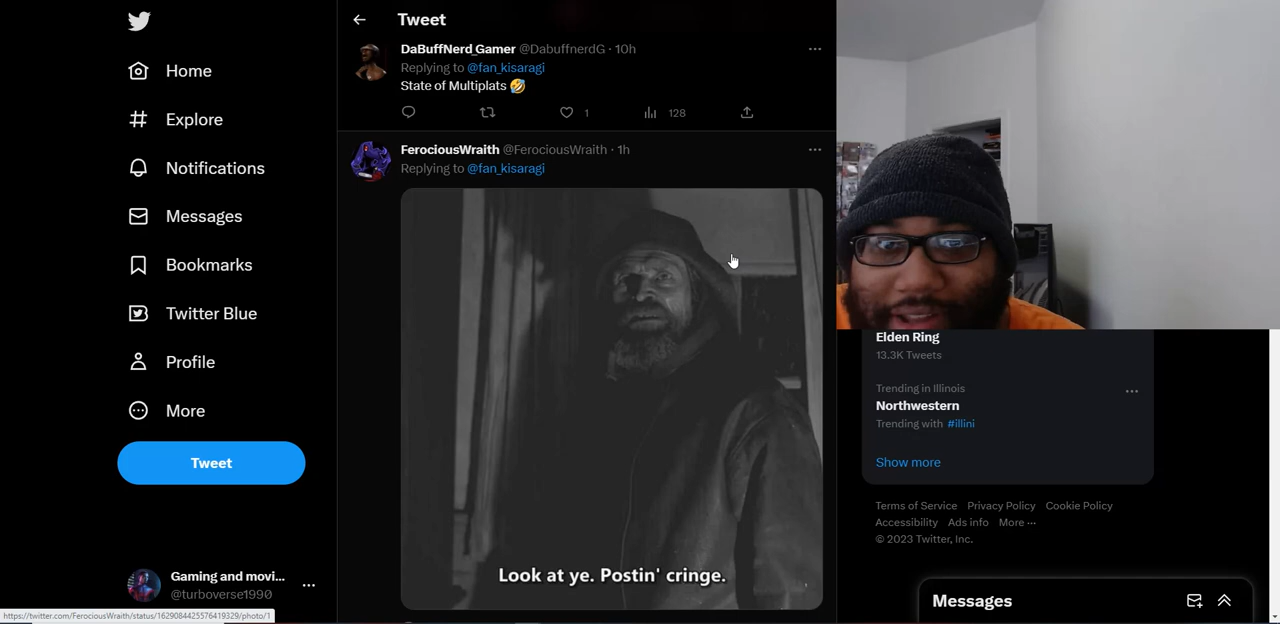 Home
Explore
Notifications
Messages
Bookmarks
Twitter Blue
Profile
More
Tweet
Gaming and movi...
@turboverse1990
https://twitter.com/FerociousWraith/status/1629084425576419329/photo/1
Tweet
DaBuffNerd_Gamer @DabuffnerdG · 10h
Replying to @fan_kisaragi
State of Multiplats 🤣
1 128
FerociousWraith @FerociousWraith · 1h
Replying to @fan_kisaragi
Look at ye. Postin' cringe.
Elden Ring
13.3K Tweets
Trending in Illinois
Northwestern
Trending with #illini
Show more
Terms of Service Privacy Policy Cookie Policy
Accessibility Ads info More ···
© 2023 Twitter, Inc.
Messages